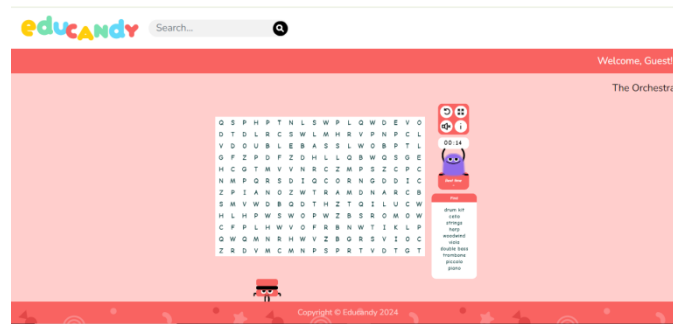 educandy
Search...
Welcome, Guest!
The Orchestra
Q S P H P T N L S W P L Q W D E V O
D T D L R C S W L M H R V P N P C L
V D O U B L E B A S S L W O B P T L
G F Z P D F Z D H L L Q B W Q S G E
H C G T M V V N R C Z M P S Z C P C
N M P Q R S D I Q C O R N G D D I C
Z P I A N O Z W T R A M D N A R C B
S M V W D B Q D T H Z T Q I L U C W
H L H P W S W O P W Z B S R O M O W
C F P L H W V O F R B N W T I K L P
Q W Q M N R H W V Z B G R S V I O C
Z R D V M C M N P S P R T V D T G T
00:14
drum kit
cello
strings
harp
woodwind
viola
double bass
trombone
piccolo
piano
Copyright © Educandy 2024